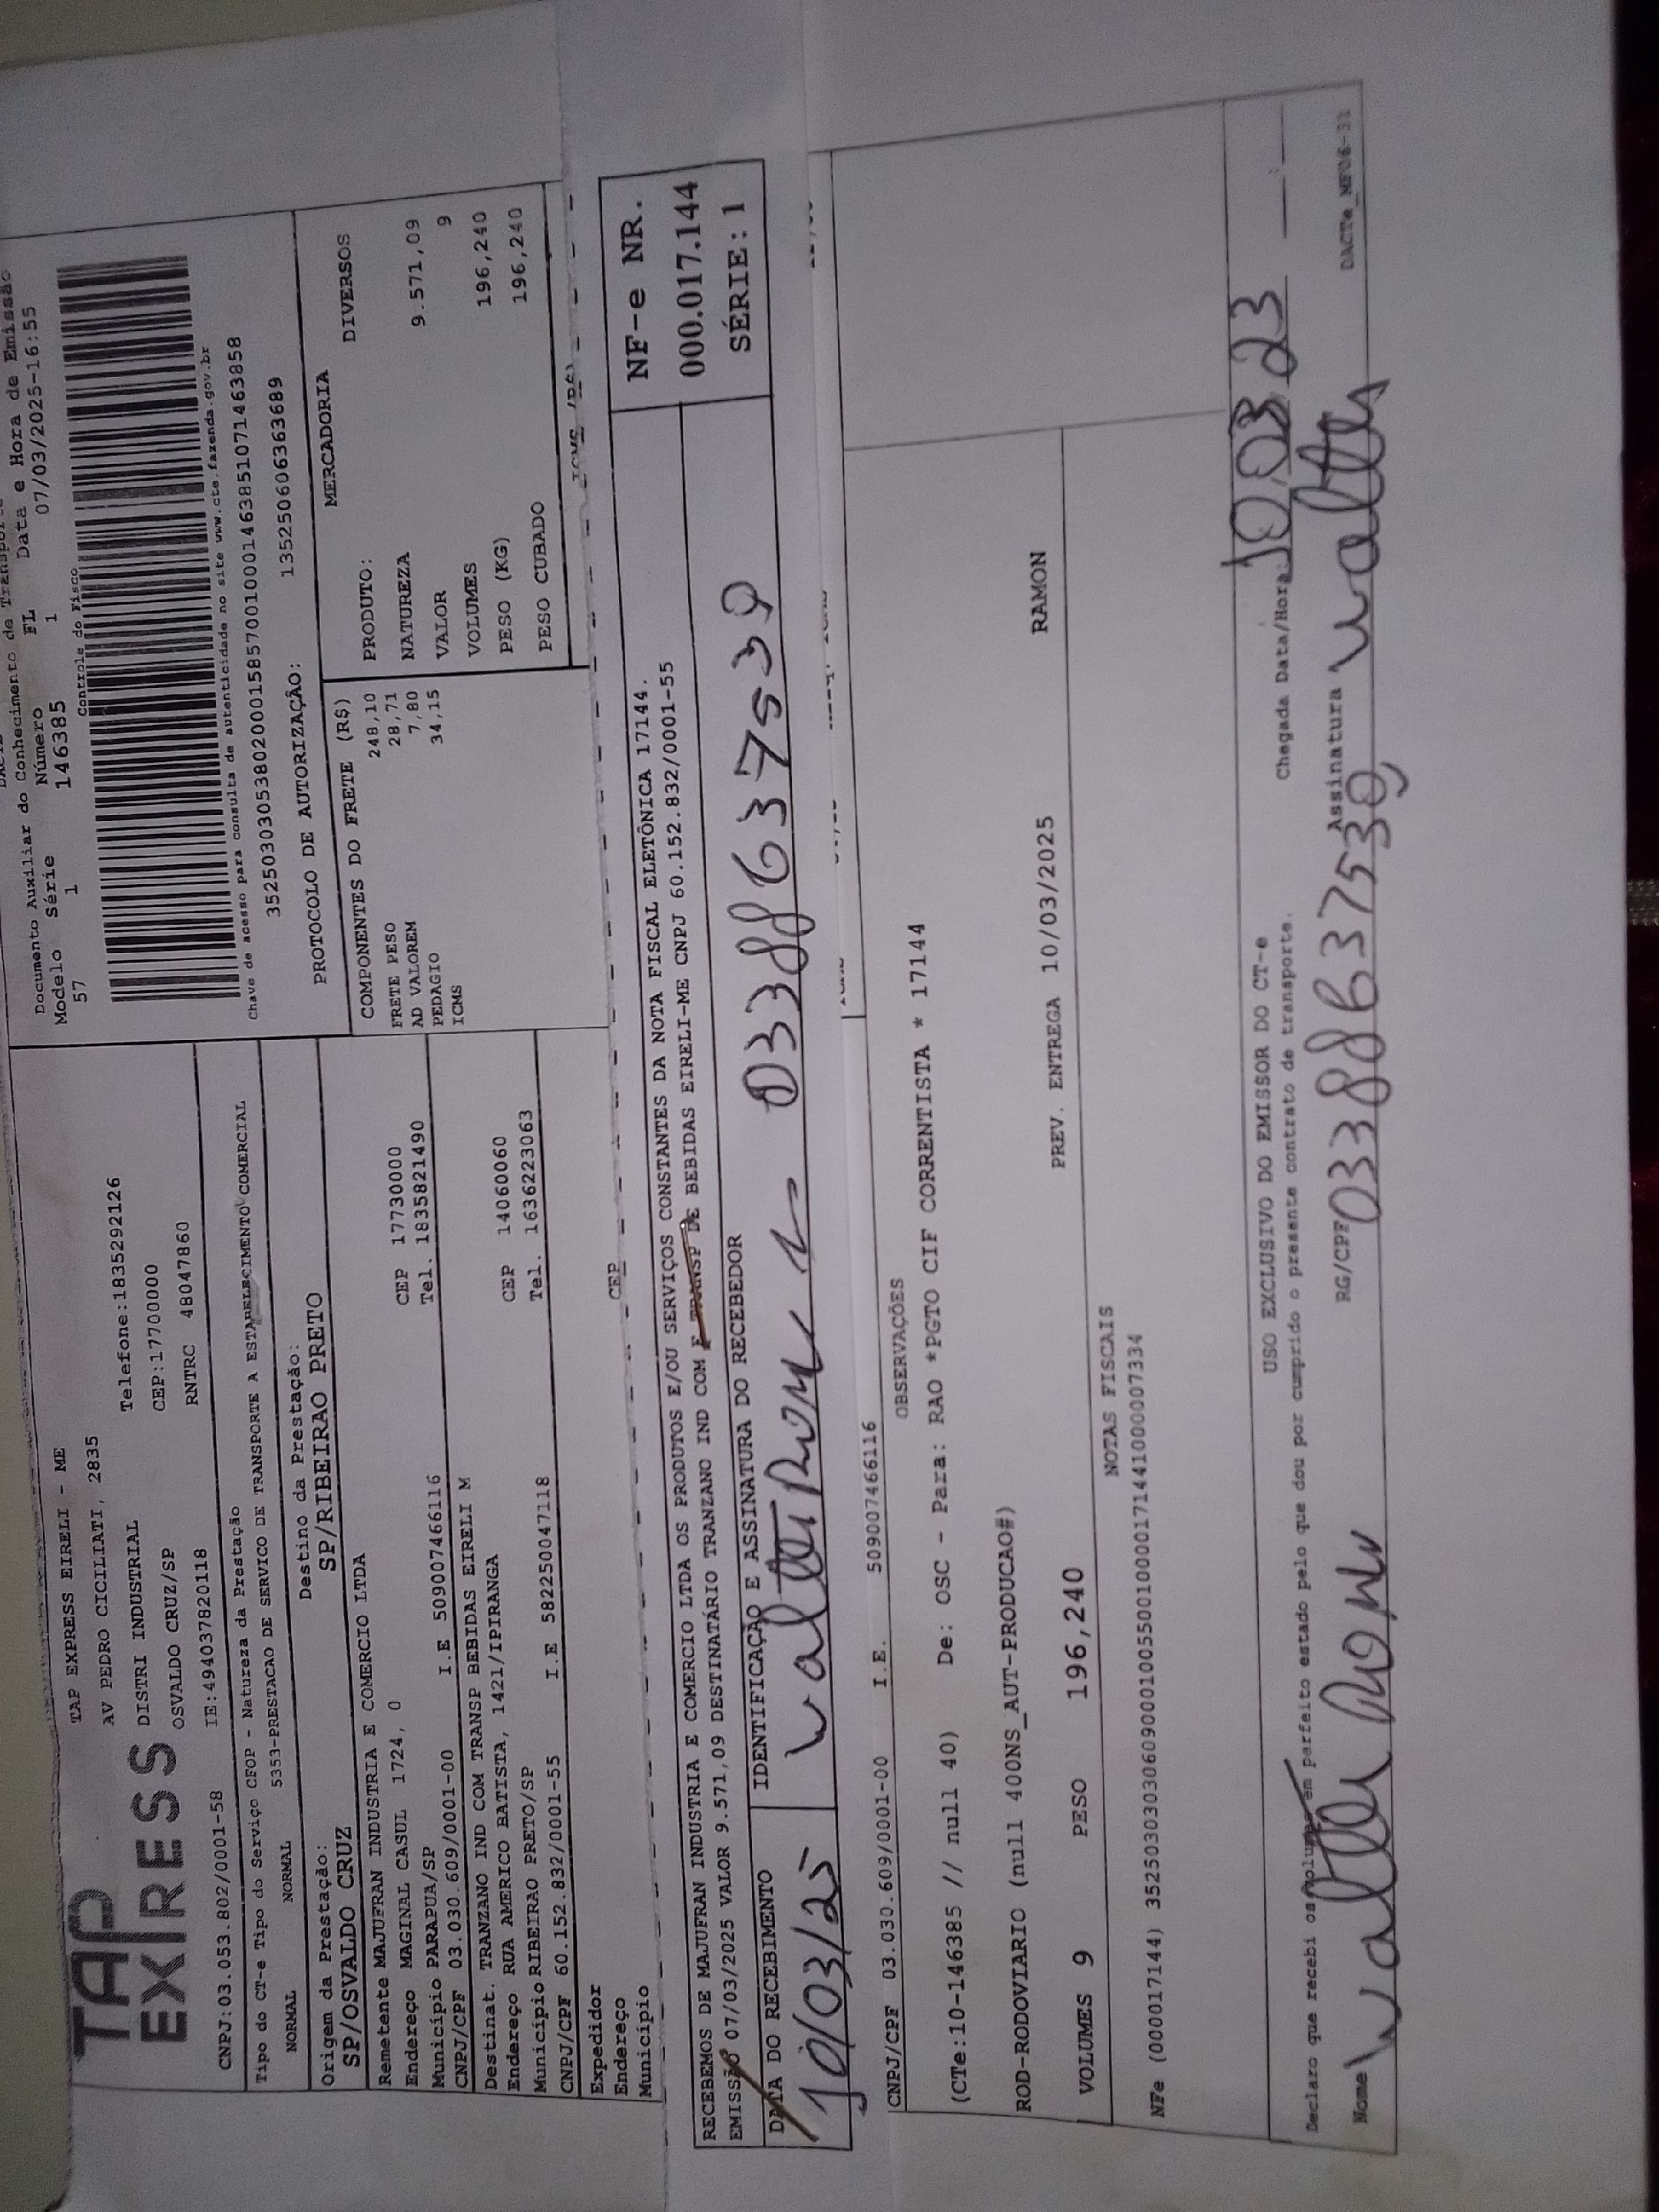 TAP
EXPRESS
TAP EXPRESS EIRELI - ME
AV PEDRO CICILIATI, 2835
DISTRI INDUSTRIAL Telefone:1835292126
OSVALDO CRUZ/SP CEP:17700000
CNPJ:03.053.802/0001-58 IE:494037820118 RNTRC 48047860
Documento Auxiliar do Conhecimento de Transporte
Modelo Série Número FL Data e Hora de Emissão
57 1 146385 1 07/03/2025-16:55
Controle do Fisco
Chave de acesso para consulta de autenticidade no site www.cte.fazenda.gov.br
35250303053802000158570010001463851071463858
PROTOCOLO DE AUTORIZAÇÃO: 135250606363689
Tipo do CT-e Tipo do Serviço CFOP - Natureza da Prestação
NORMAL NORMAL 5353-PRESTACAO DE SERVICO DE TRANSPORTE A ESTABELECIMENTO COMERCIAL
Origem da Prestação: Destino da Prestação:
SP/OSVALDO CRUZ SP/RIBEIRAO PRETO
Remetente MAJUFRAN INDUSTRIA E COMERCIO LTDA
Endereço MAGINAL CASUL 1724, 0
Município PARAPUA/SP CEP 17730000
CNPJ/CPF 03.030.609/0001-00 I.E 509007466116 Tel. 1835821490
Destinat. TRANZANO IND COM TRANSP BEBIDAS EIRELI M
Endereço RUA AMERICO BATISTA, 1421/IPIRANGA
Município RIBEIRAO PRETO/SP CEP 14060060
CNPJ/CPF 60.152.832/0001-55 I.E 582250047118 Tel. 1636223063
Expedidor
Endereço
Município CEP
COMPONENTES DO FRETE (R$)
FRETE PESO 248,10
AD VALOREM 28,71
PEDAGIO 7,80
ICMS 34,15
MERCADORIA
PRODUTO: DIVERSOS
NATUREZA
VALOR 9.571,09
VOLUMES 9
PESO (KG) 196,240
PESO CUBADO 196,240
RECEBEMOS DE MAJUFRAN INDUSTRIA E COMERCIO LTDA OS PRODUTOS E/OU SERVIÇOS CONSTANTES DA NOTA FISCAL ELETÔNICA 17144.
EMISSÃO 07/03/2025 VALOR 9.571,09 DESTINATÁRIO TRANZANO IND COM E TRANSP DE BEBIDAS EIRELI-ME CNPJ 60.152.832/0001-55
DATA DO RECEBIMENTO IDENTIFICAÇÃO E ASSINATURA DO RECEBEDOR
10/03/25 Walter 03388637539
NF-e NR.
000.017.144
SÉRIE: 1
CNPJ/CPF 03.030.609/0001-00 I.E. 509007466116
OBSERVAÇÕES
(CTe:10-146385 // null 40) De: OSC - Para: RAO *PGTO CIF CORRENTISTA * 17144
ROD-RODOVIARIO (null 400NS_AUT-PRODUCAO#)
VOLUMES 9 PESO 196,240 PREV. ENTREGA 10/03/2025 RAMON
NOTAS FISCAIS
NFe (000017144) 35250303030609000100550010000171441000007334
USO EXCLUSIVO DO EMISSOR DO CT-e
Declaro que recebi os volumes em perfeito estado pelo que dou por cumprido o presente contrato de transporte. Chegada Data/Hora: 10 03 23 __:__
Nome Walter RG/CPF 03388637530 Assinatura Walter
DACTe_MF06-31